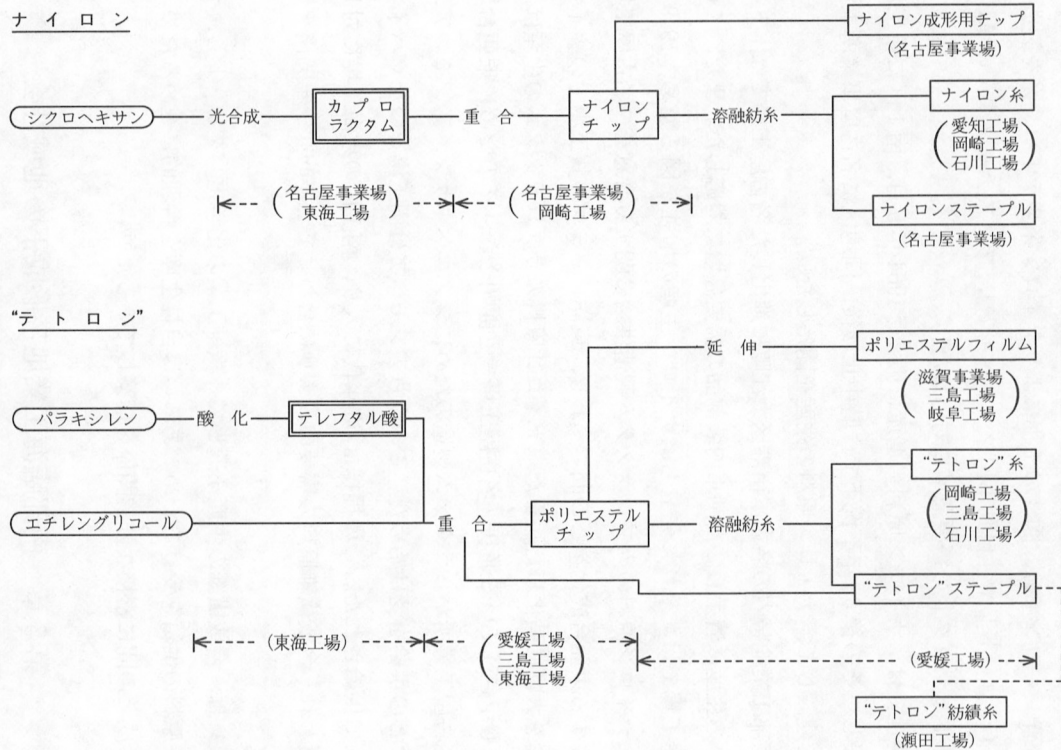 ナイロン
ナイロン成形用チップ
(名古屋事業場)
シクロヘキサン
光合成
カプロ
ラクタム
重合
ナイロン
チップ
溶融紡糸
ナイロン糸
(愛知工場
岡崎工場
石川工場)
(名古屋事業場
東海工場)
(名古屋事業場
岡崎工場)
ナイロンステープル
(名古屋事業場)
“テトロン”
延伸
ポリエステルフィルム
(滋賀事業場
三島工場
岐阜工場)
パラキシレン
酸化
テレフタル酸
エチレングリコール
重合
ポリエステル
チップ
溶融紡糸
“テトロン”糸
(岡崎工場
三島工場
石川工場)
“テトロン”ステープル
(東海工場)
(愛媛工場
三島工場
東海工場)
(愛媛工場)
“テトロン”紡績糸
(瀬田工場)